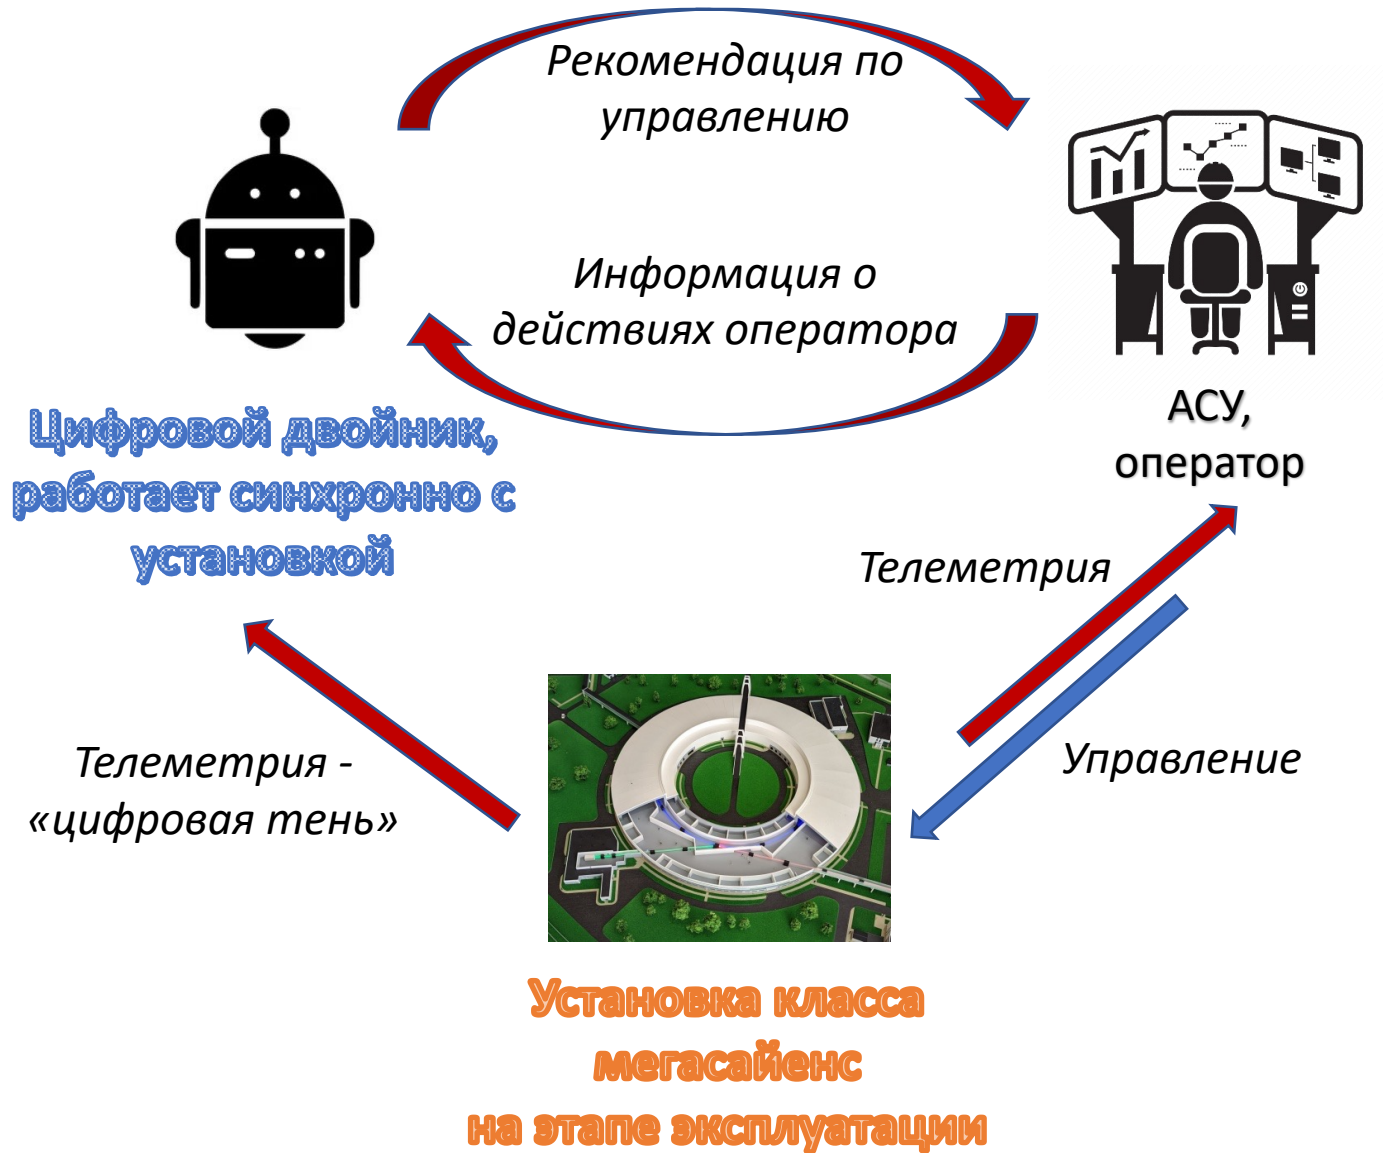 Рекомендация по
управлению
Информация о
действиях оператора
АСУ,
оператор
Цифровой двойник,
работает синхронно с
установкой
Телеметрия
Управление
Телеметрия -
«цифровая тень»
Установка класса
мегасайенс
на этапе эксплуатации